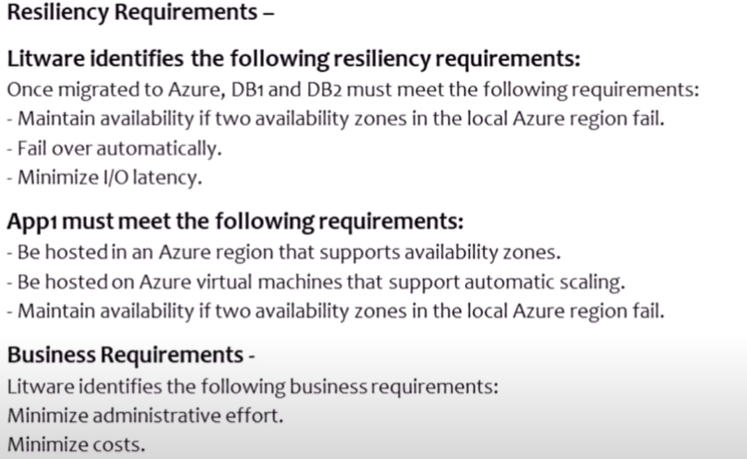 Resiliency Requirements –
Litware identifies the following resiliency requirements:
Once migrated to Azure, DB1 and DB2 must meet the following requirements:
- Maintain availability if two availability zones in the local Azure region fail.
- Fail over automatically.
- Minimize I/O latency.
App1 must meet the following requirements:
- Be hosted in an Azure region that supports availability zones.
- Be hosted on Azure virtual machines that support automatic scaling.
- Maintain availability if two availability zones in the local Azure region fail.
Business Requirements -
Litware identifies the following business requirements:
Minimize administrative effort.
Minimize costs.